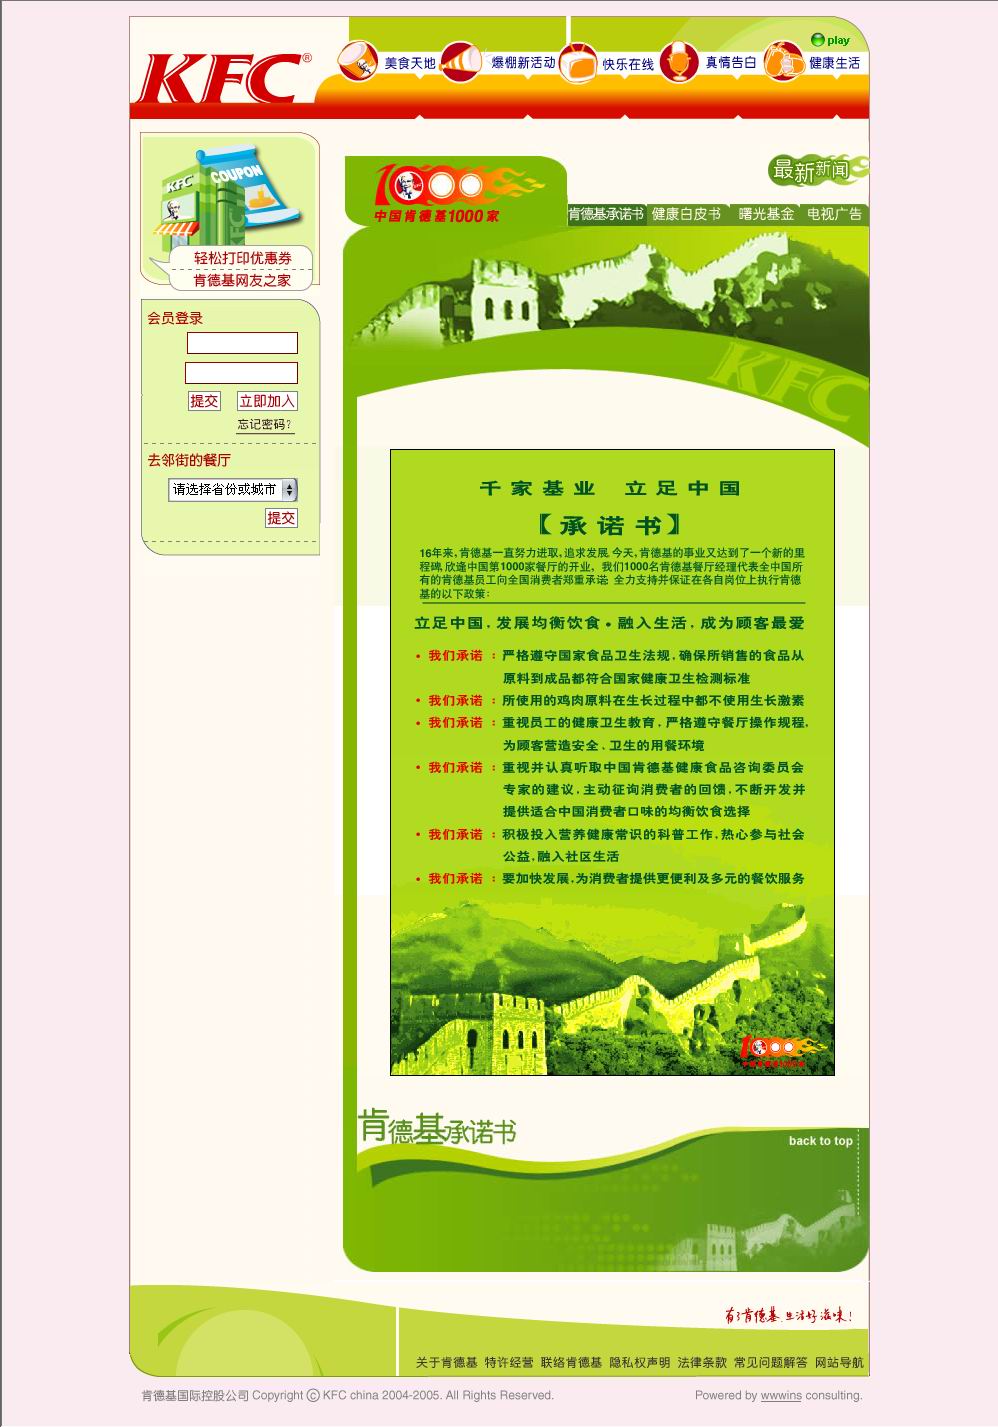 KFC®
美食天地
爆棚新活动
快乐在线
真情告白
健康生活
play
KFC
COUPON
KFC
轻松打印优惠券
肯德基网友之家
会员登录
提交
立即加入
忘记密码?
去邻街的餐厅
请选择省份或城市
提交
1000
中国肯德基1000家
最新新闻
肯德基承诺书
健康白皮书
曙光基金
电视广告
KFC
千家基业 立足中国
【承诺书】
16年来,肯德基一直努力进取,追求发展,今天,肯德基的事业又达到了一个新的里
程碑,欣逢中国第1000家餐厅的开业, 我们1000名肯德基餐厅经理代表全中国所
有的肯德基员工向全国消费者郑重承诺: 全力支持并保证在各自岗位上执行肯德
基的以下政策:
立足中国,发展均衡饮食•融入生活,成为顾客最爱
• 我们承诺 : 严格遵守国家食品卫生法规,确保所销售的食品从
原料到成品都符合国家健康卫生检测标准
• 我们承诺 : 所使用的鸡肉原料在生长过程中都不使用生长激素
• 我们承诺 : 重视员工的健康卫生教育,严格遵守餐厅操作规程,
为顾客营造安全、卫生的用餐环境
• 我们承诺 : 重视并认真听取中国肯德基健康食品咨询委员会
专家的建议,主动征询消费者的回馈,不断开发并
提供适合中国消费者口味的均衡饮食选择
• 我们承诺 : 积极投入营养健康常识的科普工作,热心参与社会
公益,融入社区生活
• 我们承诺 : 要加快发展,为消费者提供更便利及多元的餐饮服务
1000
中国肯德基1000家
肯德基承诺书
back to top
有了肯德基,生活好滋味!
关于肯德基 特许经营 联络肯德基 隐私权声明 法律条款 常见问题解答 网站导航
肯德基国际控股公司 Copyright © KFC china 2004-2005. All Rights Reserved.
Powered by wwwins consulting.